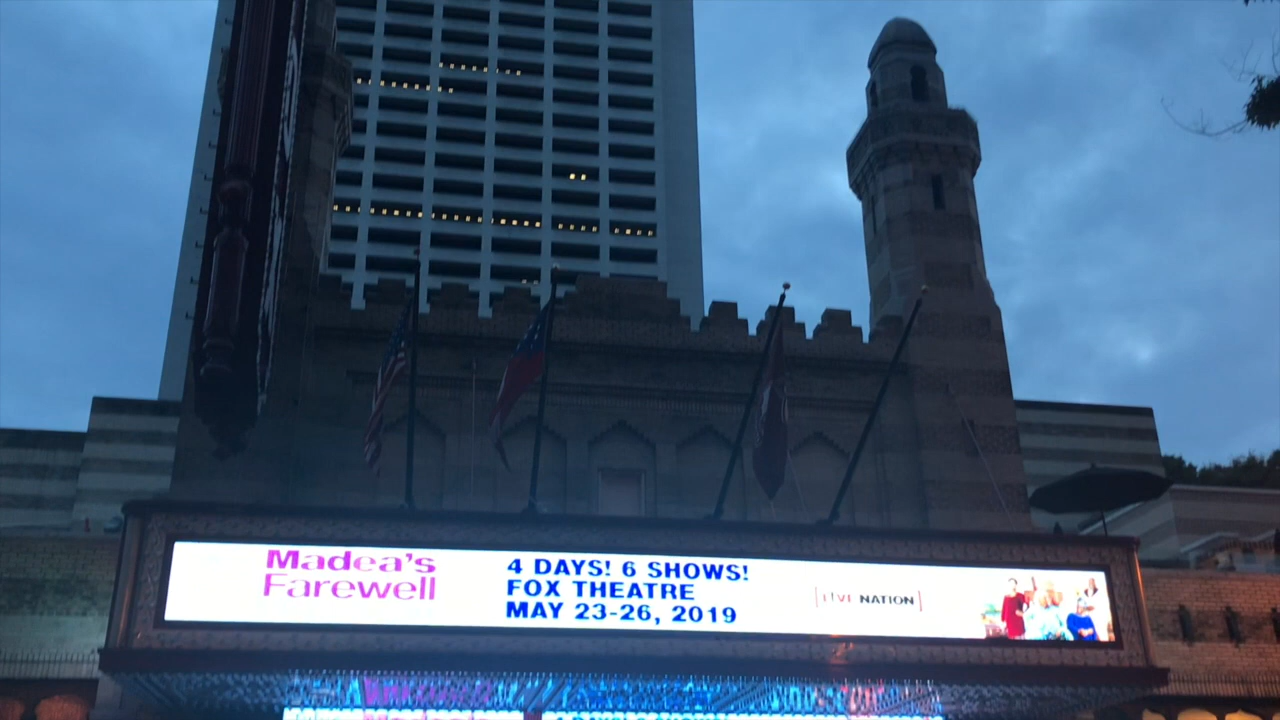 Madea's
Farewell
4 DAYS! 6 SHOWS!
FOX THEATRE
MAY 23-26, 2019
LIVE NATION